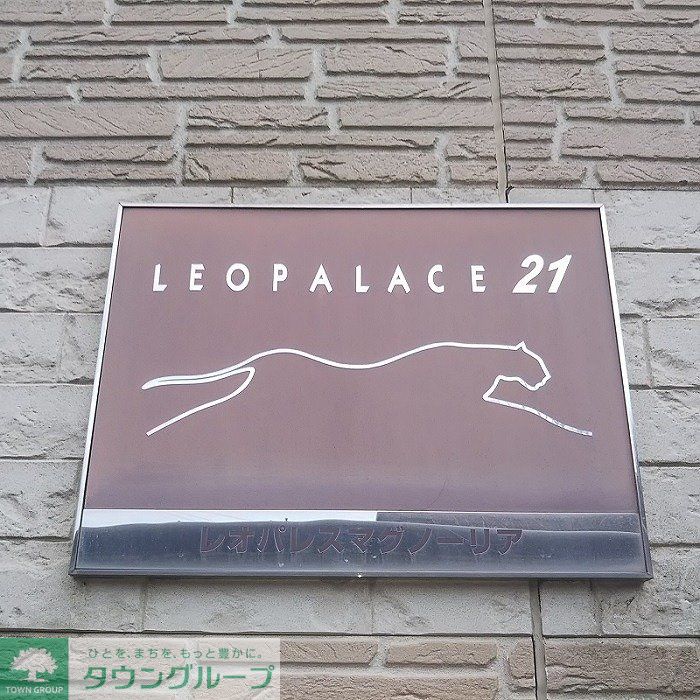 LEOPALACE 21
レオパレスマグノーリア
ひとを、まちを、もっと豊かに。
TOWN GROUP タウングループ